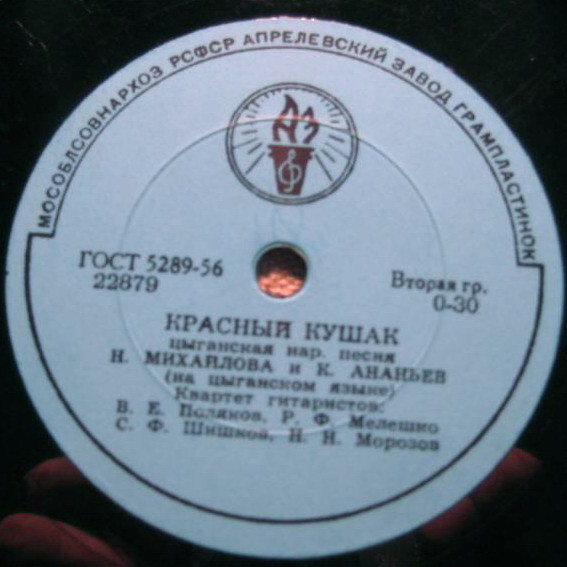 МОСОБЛСОВНАРХОЗ РСФСР АПРЕЛЕВСКИЙ ЗАВОД ГРАМПЛАСТИНОК
АЗ
ГОСТ 5289-56
22879
Вторая гр.
0-30
КРАСНЫЙ КУШАК
цыганская нар. песня
Н. МИХАЙЛОВА и К. АНАНЬЕВ
(на цыганском языке)
Квартет гитаристов:
В. Е. Поляков, Р. Ф. Мелешко
С. Ф. Шишков, Н. Н. Морозов